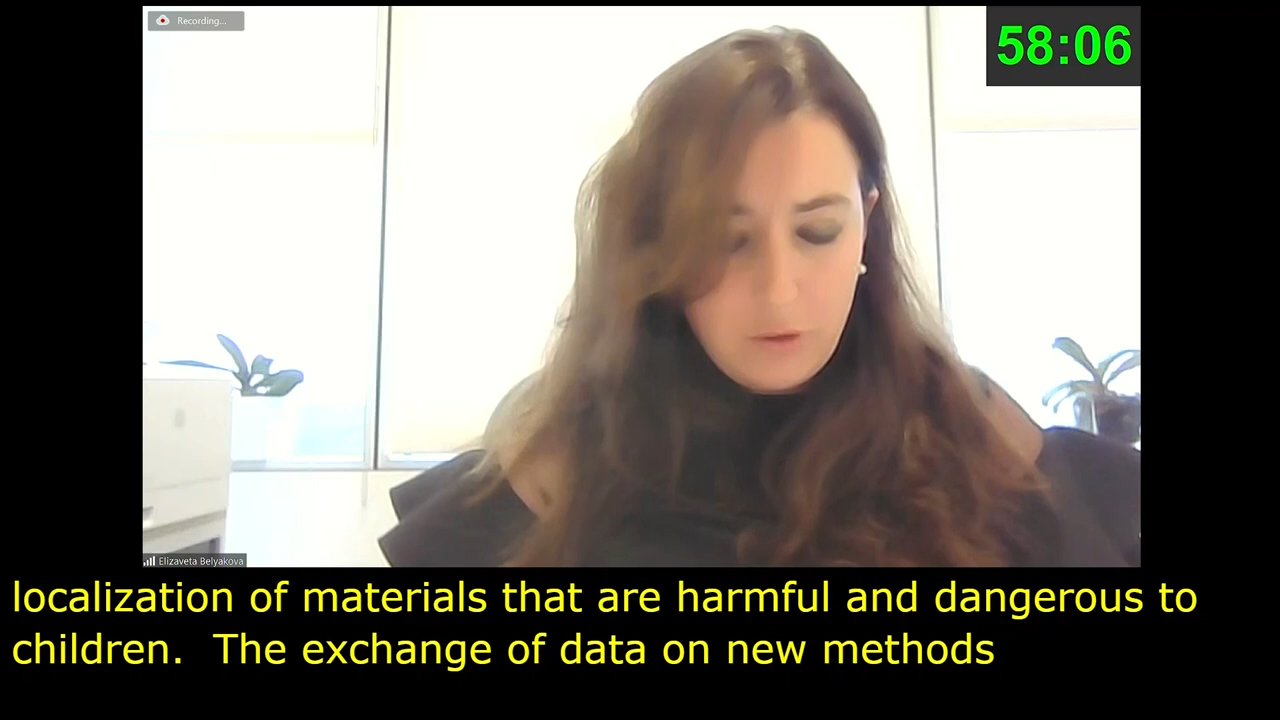 Recording...
58:06
Elizaveta Belyakova
localization of materials that are harmful and dangerous to
children.  The exchange of data on new methods